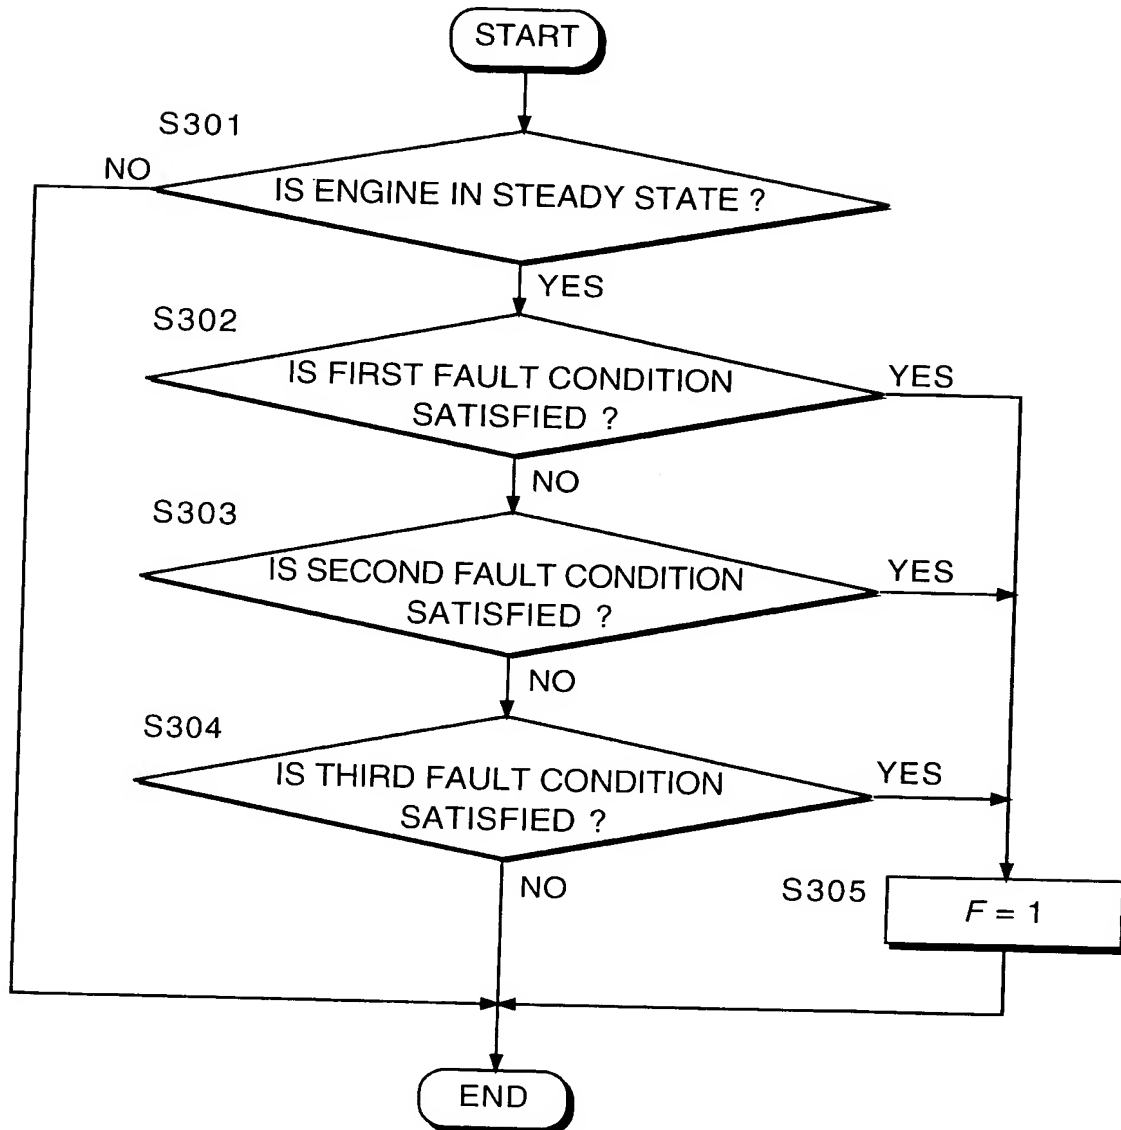 START
S301
NO
IS ENGINE IN STEADY STATE ?
YES
S302
IS FIRST FAULT CONDITION
SATISFIED ?
YES
NO
S303
IS SECOND FAULT CONDITION
SATISFIED ?
YES
NO
S304
IS THIRD FAULT CONDITION
SATISFIED ?
YES
NO
S305
F = 1
END